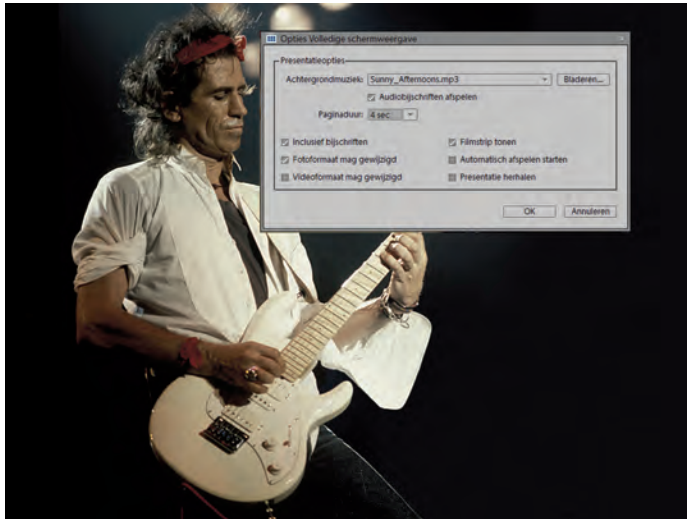 Opties Volledige schermweergave
Presentatieopties
Achtergrondmuziek: Sunny_Afternoons.mp3 Bladeren...
Audiobijschriften afspelen
Paginaduur: 4 sec.
Inclusief bijschriften Filmstrip tonen
Fotoformaat mag gewijzigd Automatisch afspelen starten
Videoformaat mag gewijzigd Presentatie herhalen
OK Annuleren